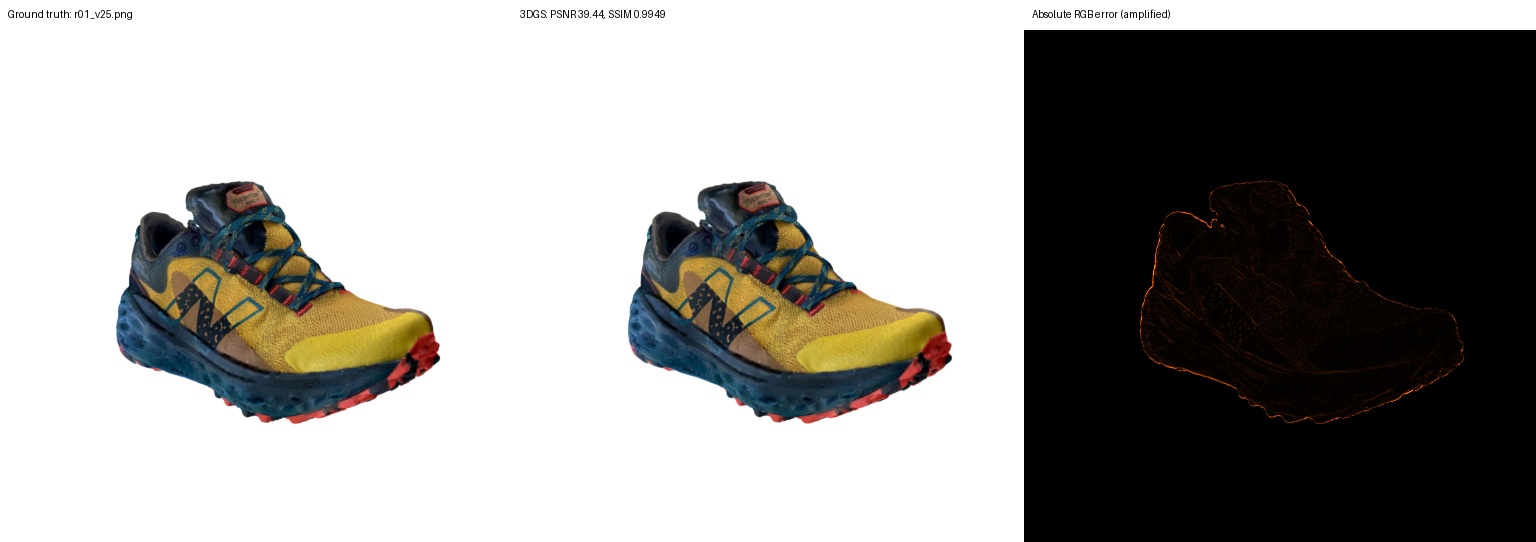 Ground truth: r01_v25.png
3DGS: PSNR 39.44, SSIM 0.9949
Absolute RGB error (amplified)